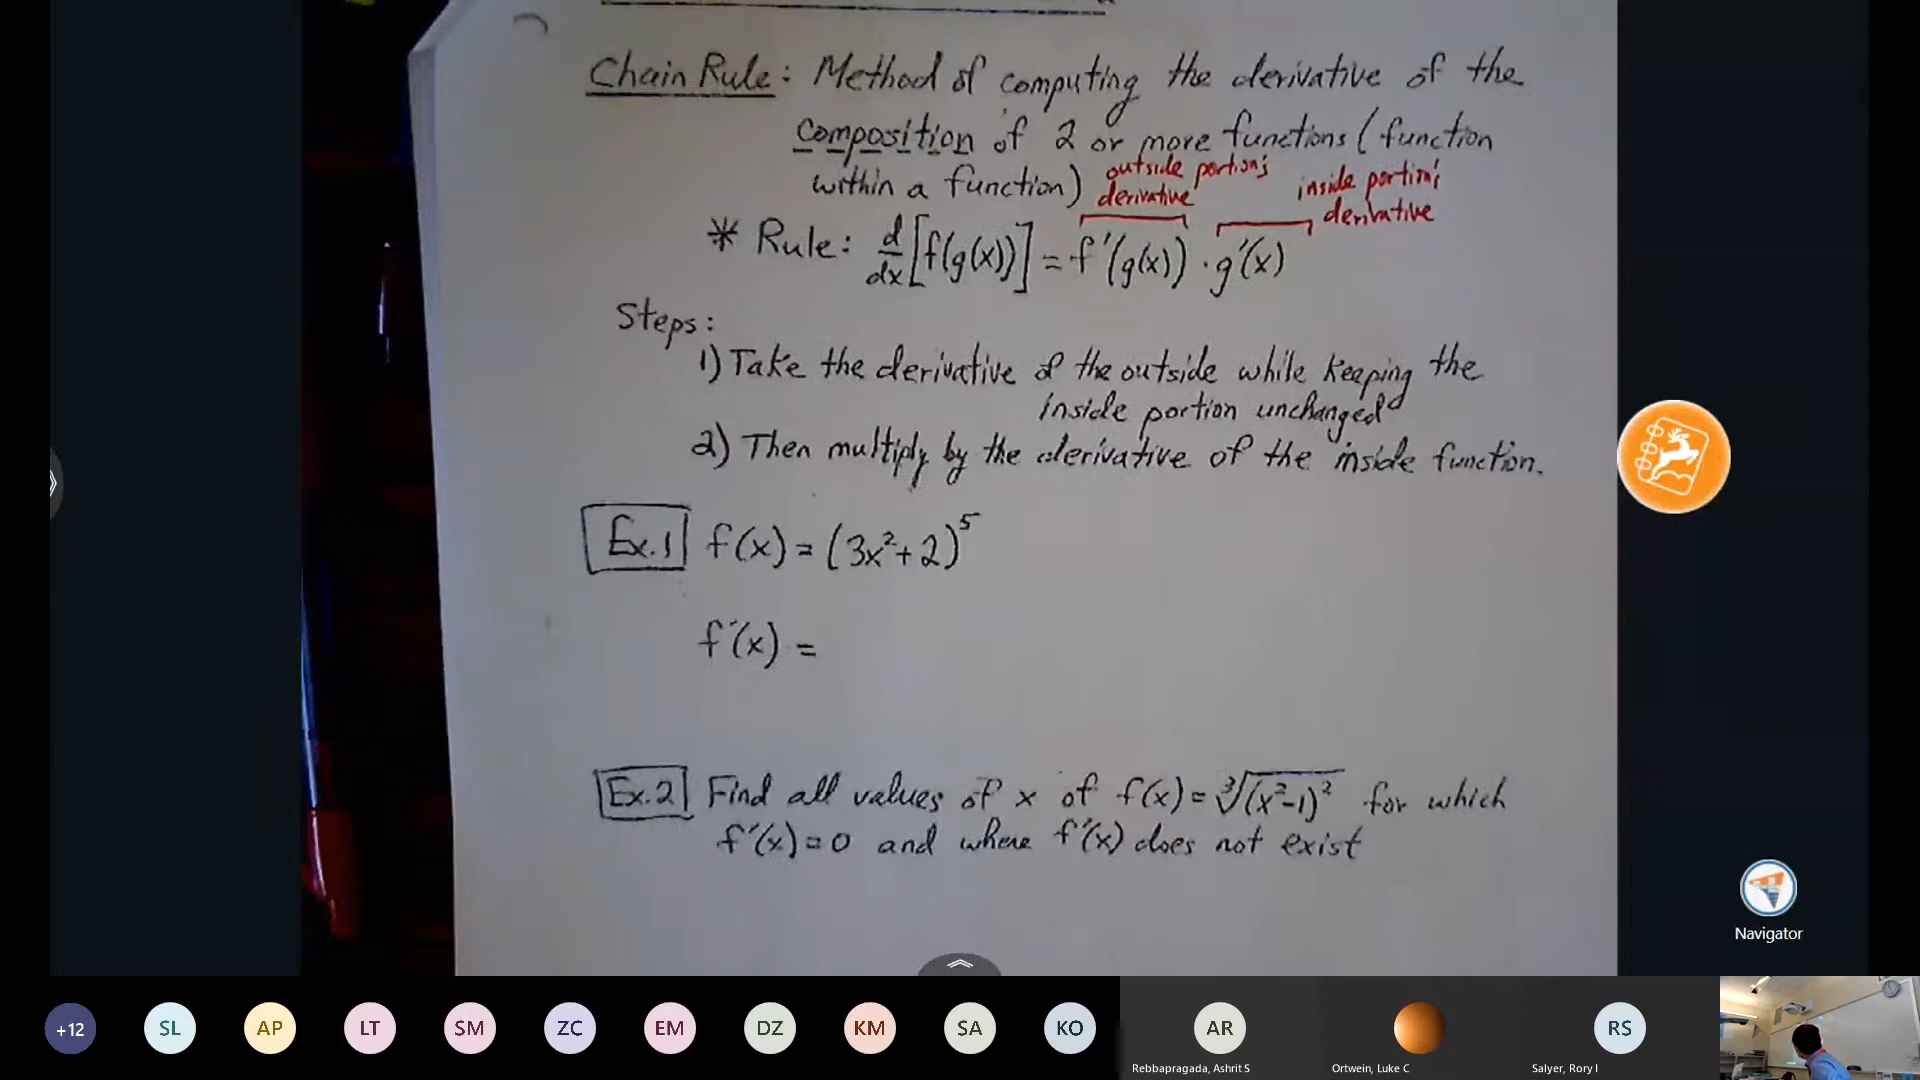 Chain Rule: Method of computing the derivative of the
composition of 2 or more functions (function
within a function)
outside portion's
derivative
inside portion's
derivative
* Rule: d/dx [f(g(x))] = f'(g(x)) · g'(x)
Steps:
1) Take the derivative of the outside while keeping the
inside portion unchanged
2) Then multiply by the derivative of the inside function.
Ex.1 f(x) = (3x²+2)⁵
f'(x) =
Ex.2 Find all values of x of f(x) = ∛(x²-1)² for which
f'(x) = 0 and where f'(x) does not exist
Navigator
+12 SL AP LT SM ZC EM DZ KM SA KO AR RS
Rebbapragada, Ashrit S Ortwein, Luke C Salyer, Rory I